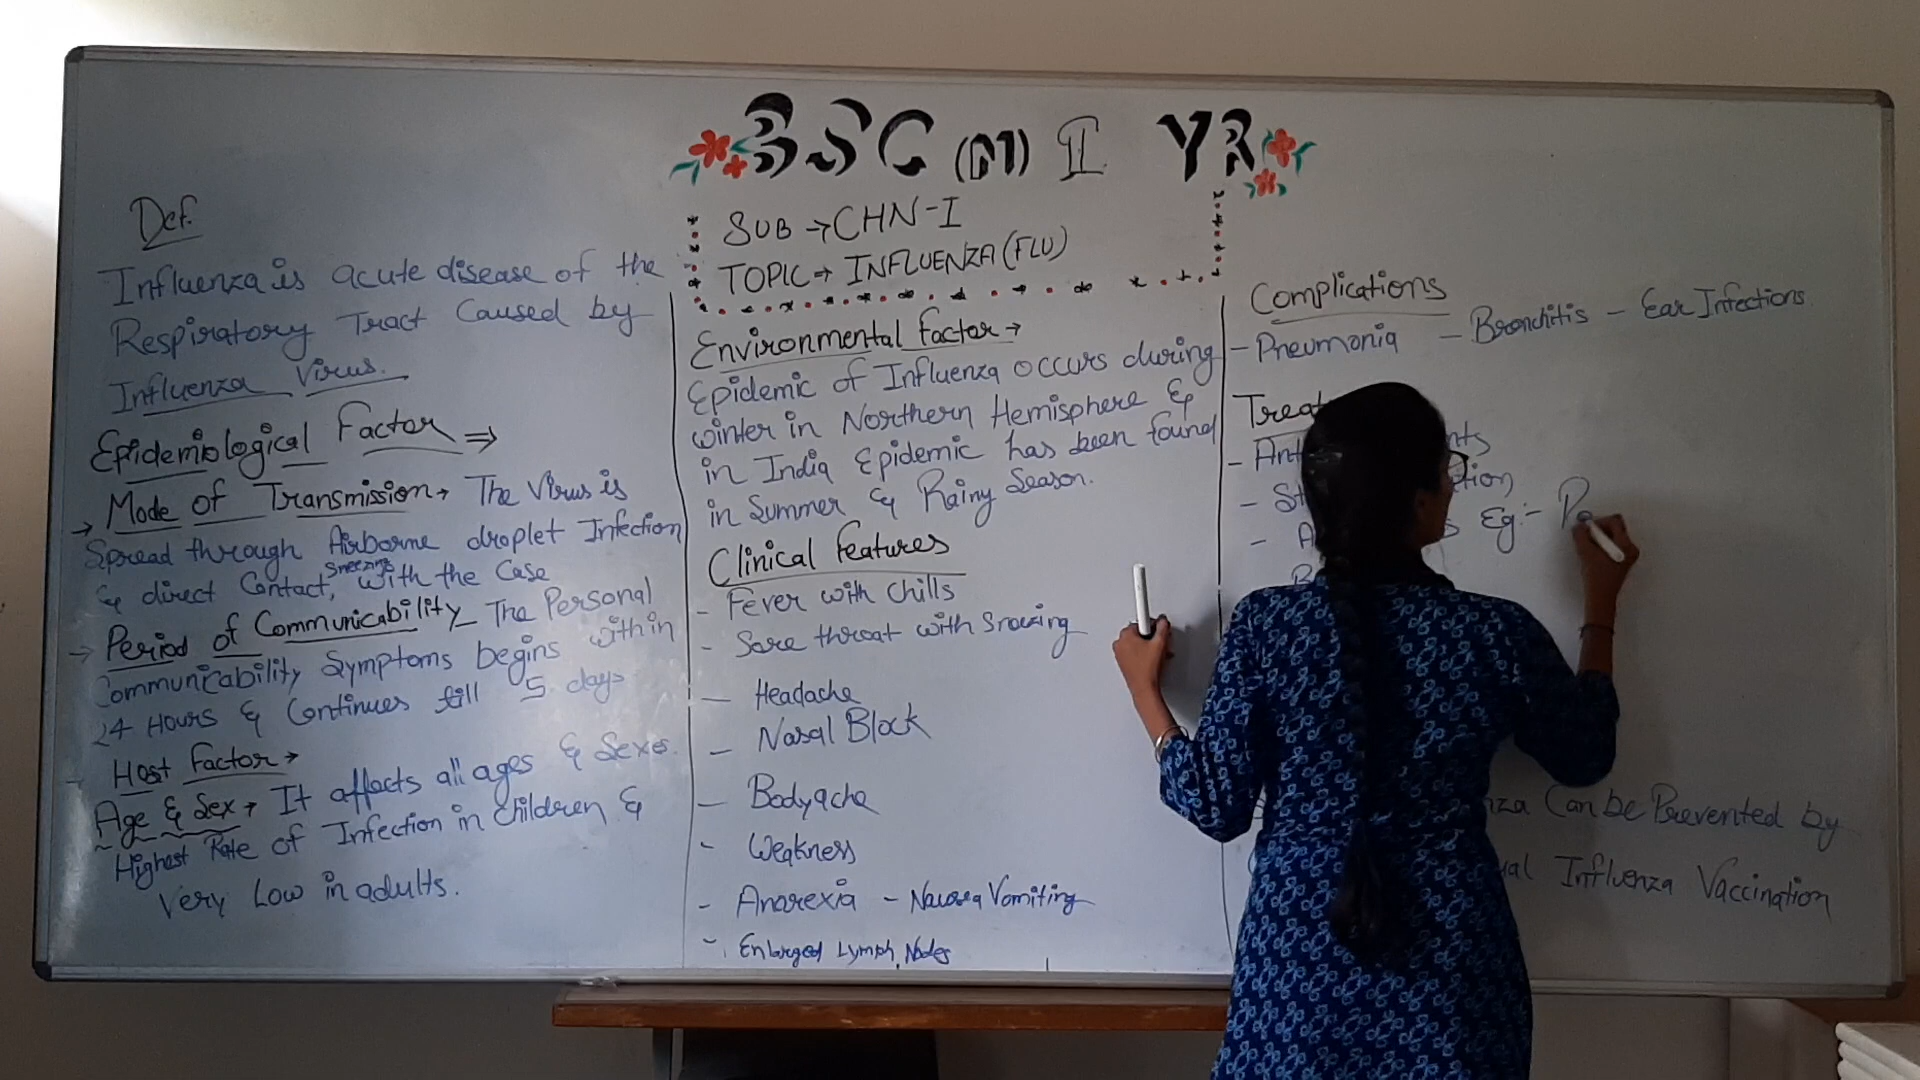 BSC (N) II YR
SUB → CHN-I
TOPIC → INFLUENZA (FLU)
Def.
Influenza is acute disease of the
Respiratory Tract Caused by
Influenza Virus.
Epidemiological Factor ⇒
→ Mode of Transmission → The Virus is
Spread through Airborne droplet Infection
& direct Contact, Sneezing with the Case
→ Period of Communicability - The Personal
Communicability Symptoms begins within
24 Hours & Continues till 5 days
- Host Factor →
Age & Sex → It affects all ages & Sexes.
Highest Rate of Infection in children &
Very Low in adults.
Environmental Factor →
Epidemic of Influenza occurs during
winter in Northern Hemisphere &
in India Epidemic has been found
in Summer & Rainy Season.
Clinical Features
- Fever with chills
- Sore throat with
- Headache
- Nasal Block
- Bodyache
- Weakness
- Anorexia - Nausea Vomiting
- Enlarged Lymph Nodes
Complications
- Pneumonia - Bronchitis - Ear Infections
Eg:-
Can be Prevented by
Influenza Vaccination